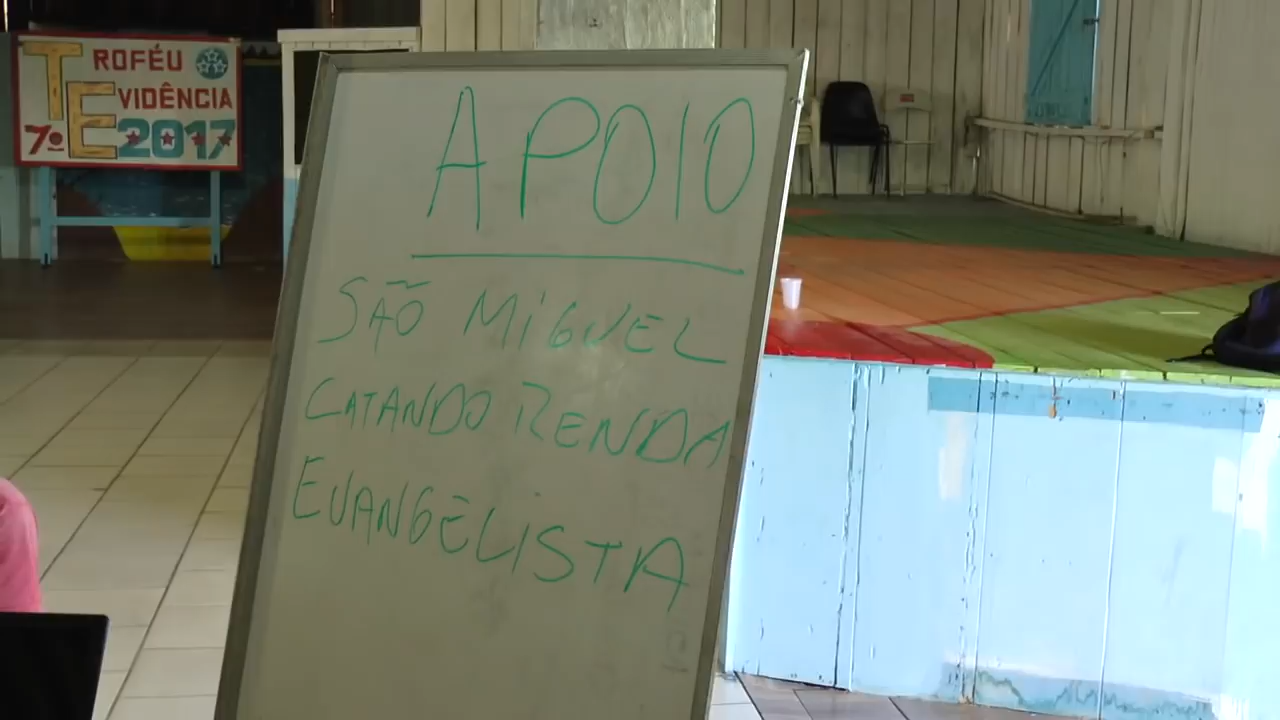 TROFÉU
EVIDÊNCIA
7º 2017
APOIO
SÃO MIGUEL
CATANDO RENDA
EVANGELISTA